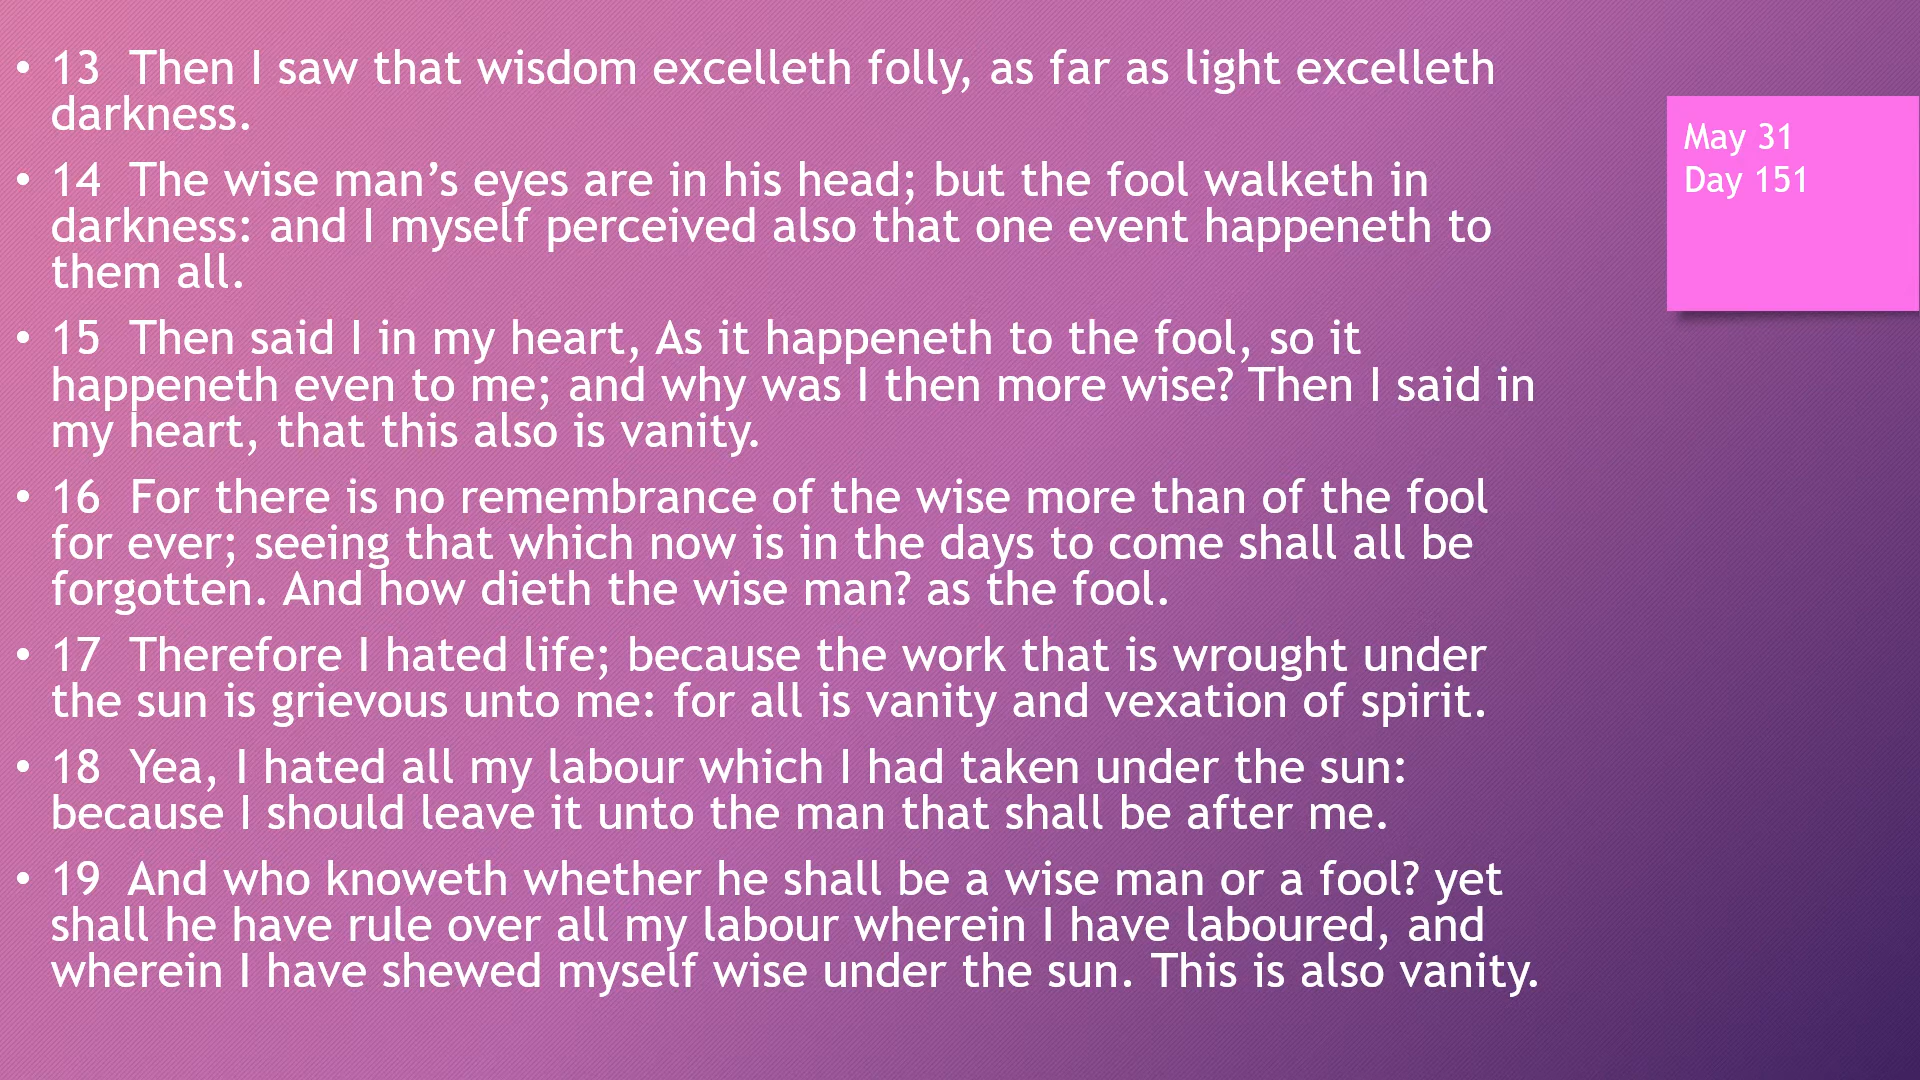 • 13 Then I saw that wisdom excelleth folly, as far as light excelleth
darkness.
• 14 The wise man’s eyes are in his head; but the fool walketh in
darkness: and I myself perceived also that one event happeneth to
them all.
• 15 Then said I in my heart, As it happeneth to the fool, so it
happeneth even to me; and why was I then more wise? Then I said in
my heart, that this also is vanity.
• 16 For there is no remembrance of the wise more than of the fool
for ever; seeing that which now is in the days to come shall all be
forgotten. And how dieth the wise man? as the fool.
• 17 Therefore I hated life; because the work that is wrought under
the sun is grievous unto me: for all is vanity and vexation of spirit.
• 18 Yea, I hated all my labour which I had taken under the sun:
because I should leave it unto the man that shall be after me.
• 19 And who knoweth whether he shall be a wise man or a fool? yet
shall he have rule over all my labour wherein I have laboured, and
wherein I have shewed myself wise under the sun. This is also vanity.
May 31
Day 151